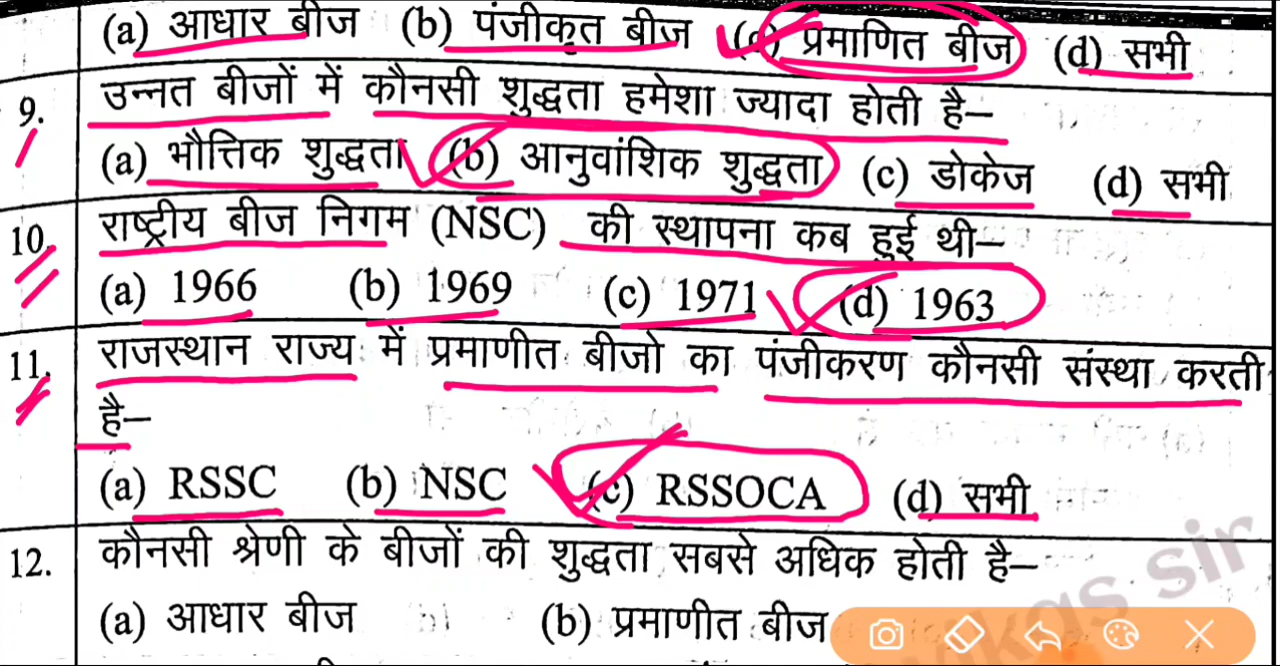 (a) आधार बीज (b) पंजीकृत बीज (c) प्रमाणित बीज (d) सभी
9. उन्नत बीजों में कौनसी शुद्धता हमेशा ज्यादा होती है–
(a) भौत्तिक शुद्धता (b) आनुवांशिक शुद्धता (c) डोकेज (d) सभी
10. राष्ट्रीय बीज निगम (NSC) की स्थापना कब हुई थी–
(a) 1966 (b) 1969 (c) 1971 (d) 1963
11. राजस्थान राज्य में प्रमाणीत बीजो का पंजीकरण कौनसी संस्था करती
है–
(a) RSSC (b) NSC (c) RSSOCA (d) सभी
12. कौनसी श्रेणी के बीजों की शुद्धता सबसे अधिक होती है–
(a) आधार बीज (b) प्रमाणीत बीज
sir